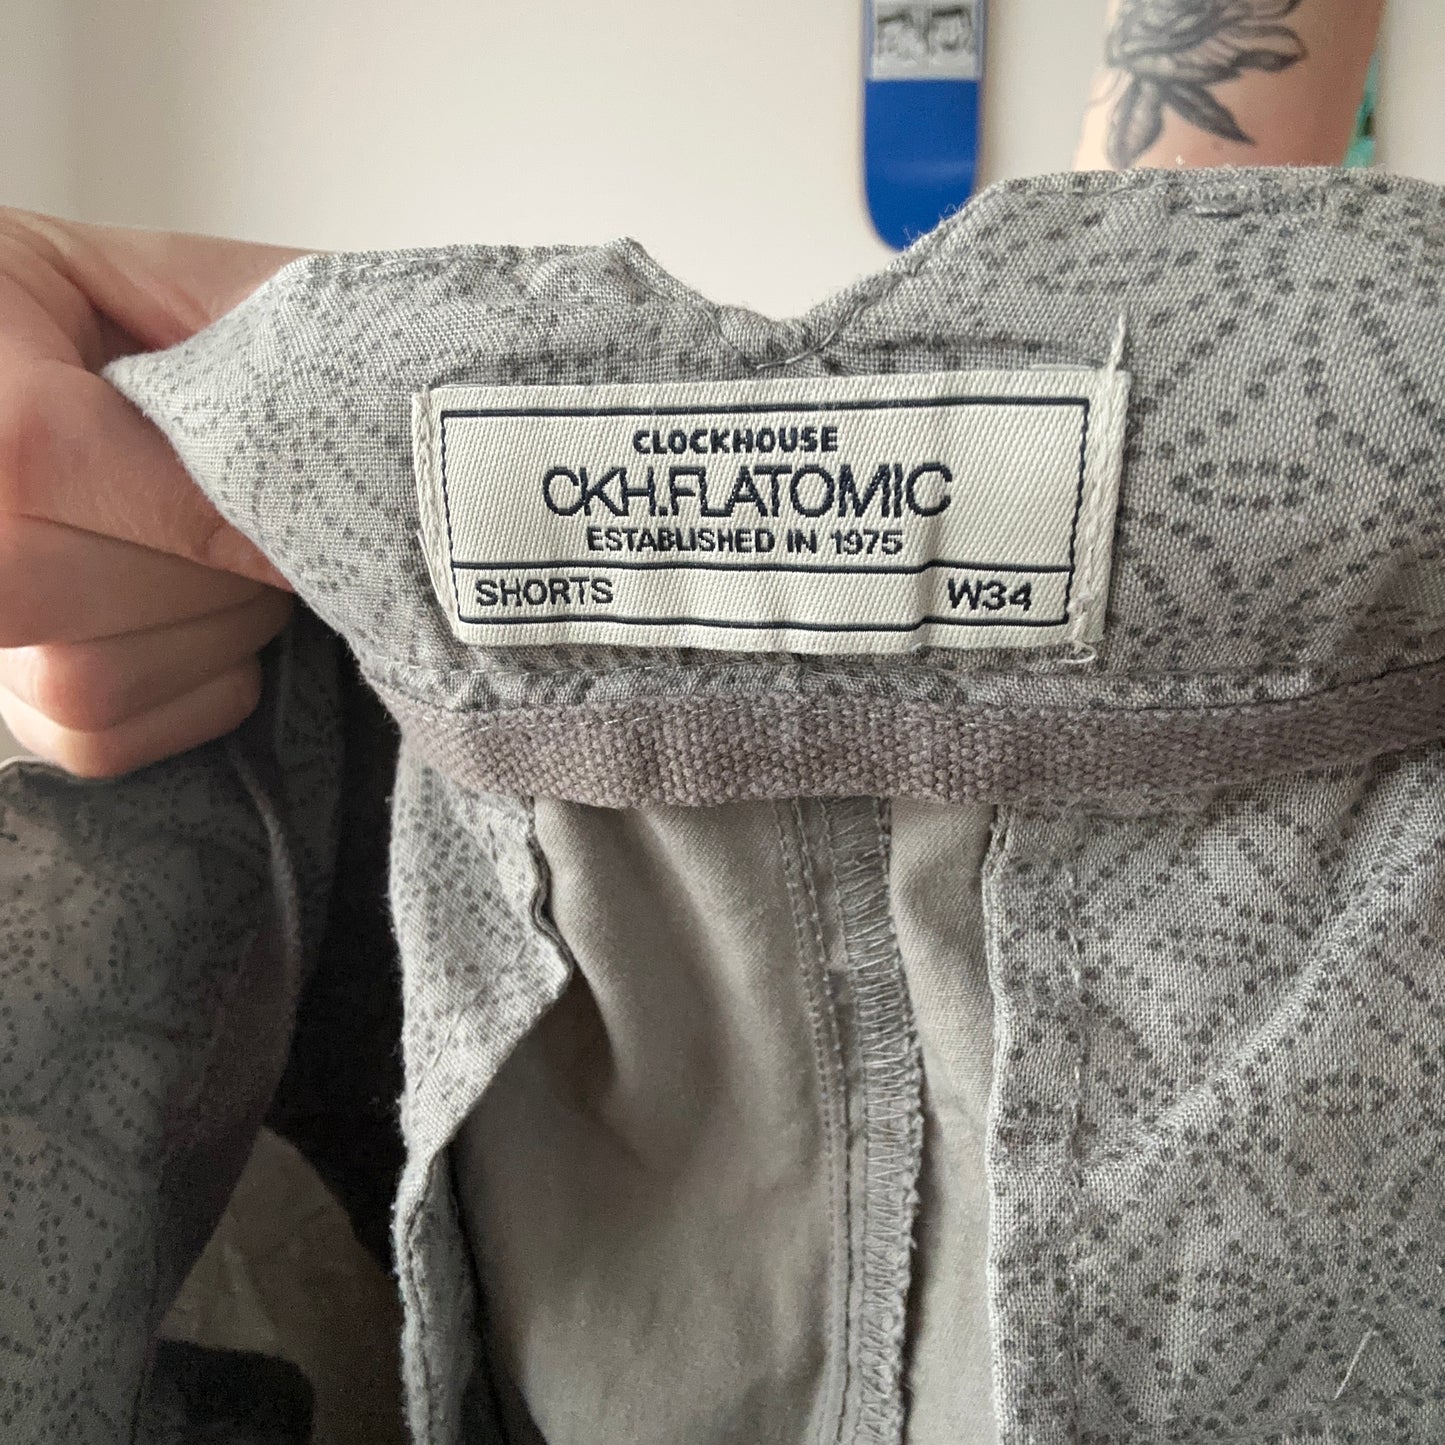 CLOCKHOUSE
CKH.FLATOMIC
ESTABLISHED IN 1975
SHORTS W34